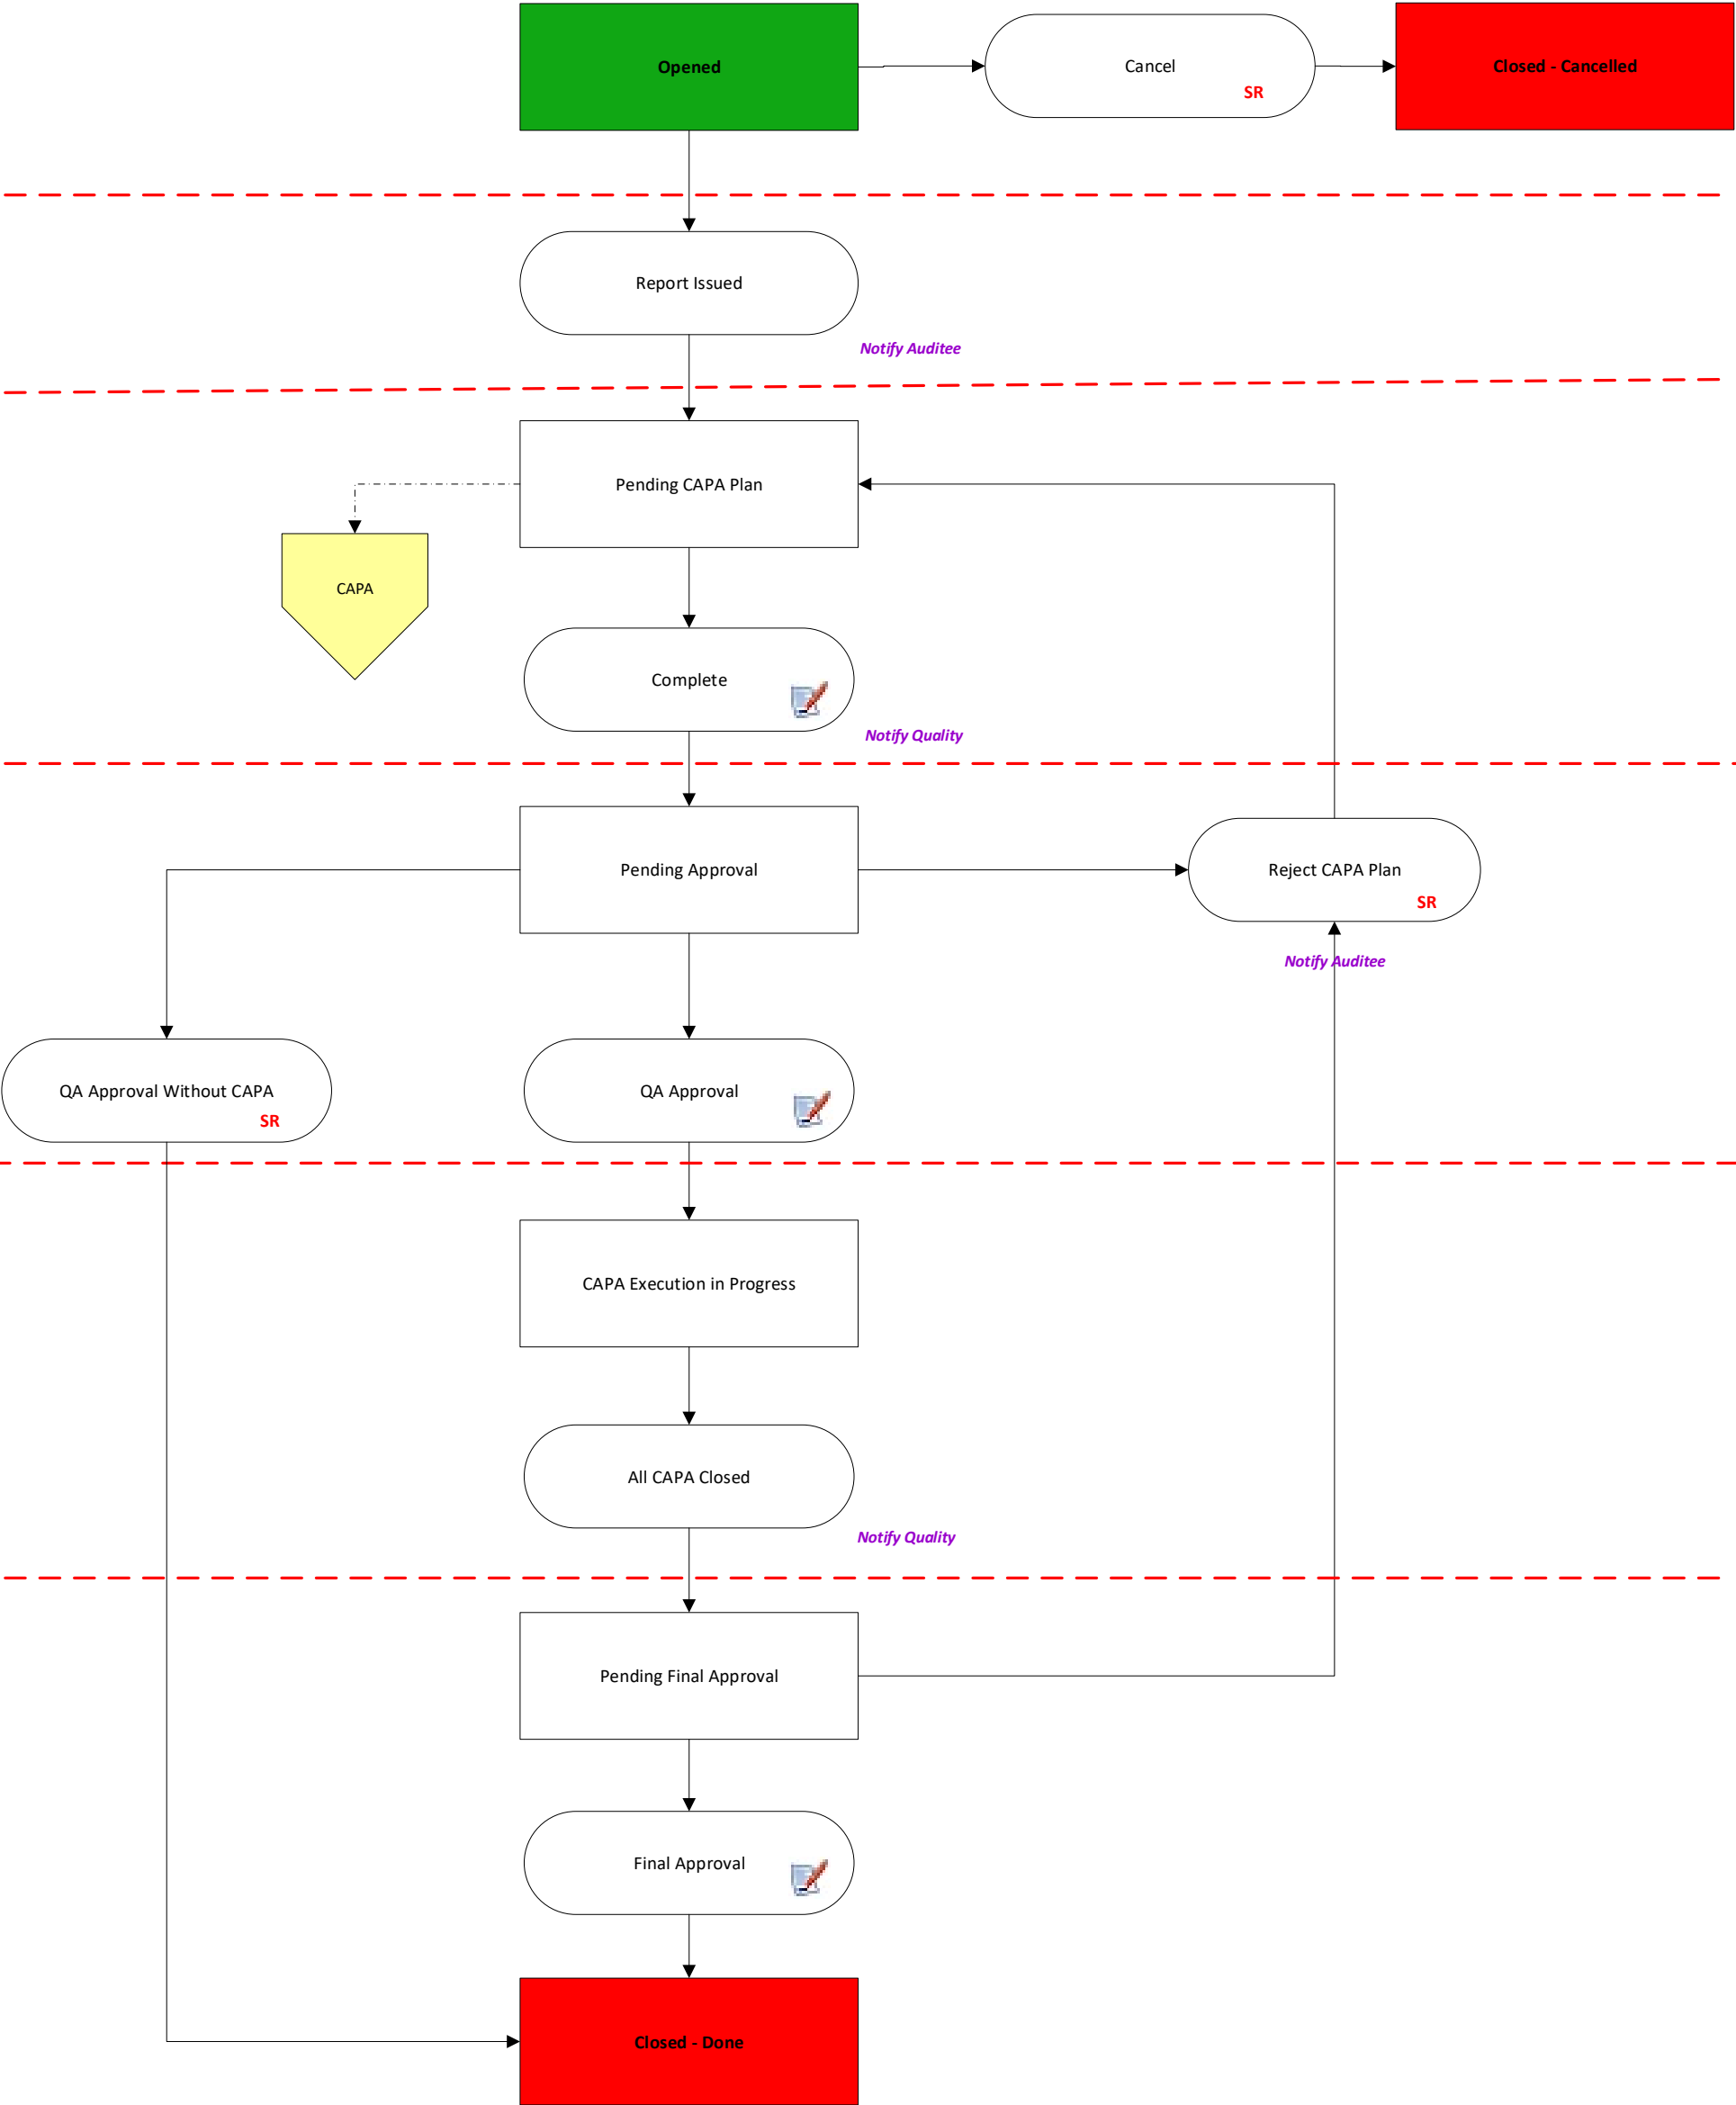 Opened
Cancel
SR
Closed - Cancelled
Report Issued
Notify Auditee
Pending CAPA Plan
CAPA
Complete
Notify Quality
Pending Approval
Reject CAPA Plan
SR
Notify Auditee
QA Approval Without CAPA
SR
QA Approval
CAPA Execution in Progress
All CAPA Closed
Notify Quality
Pending Final Approval
Final Approval
Closed - Done